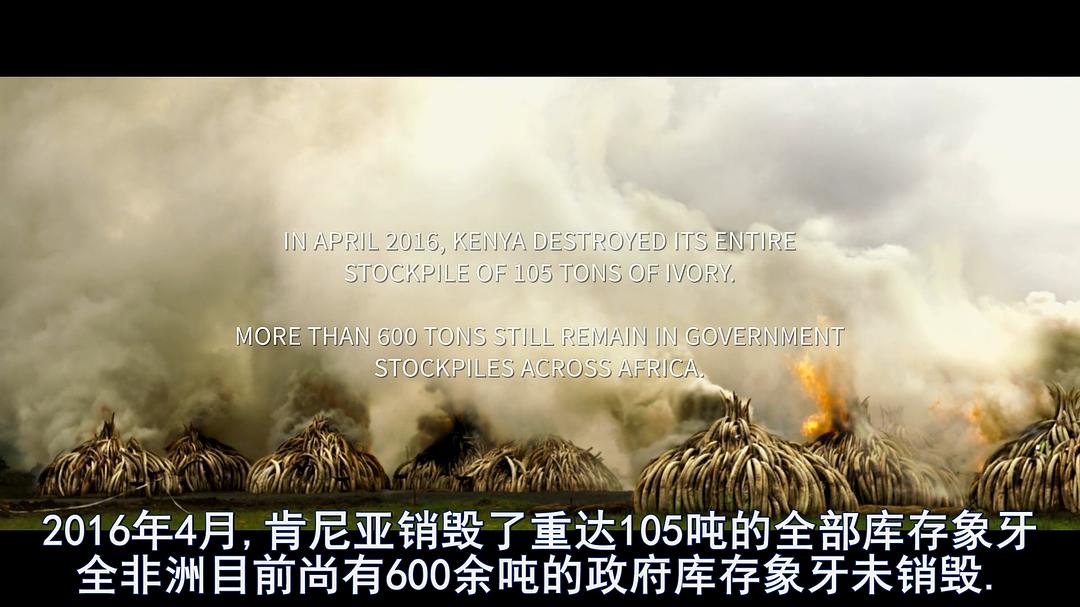 IN APRIL 2016, KENYA DESTROYED ITS ENTIRE
STOCKPILE OF 105 TONS OF IVORY.
MORE THAN 600 TONS STILL REMAIN IN GOVERNMENT
STOCKPILES ACROSS AFRICA.
2016年4月,肯尼亚销毁了重达105吨的全部库存象牙
全非洲目前尚有600余吨的政府库存象牙未销毁.